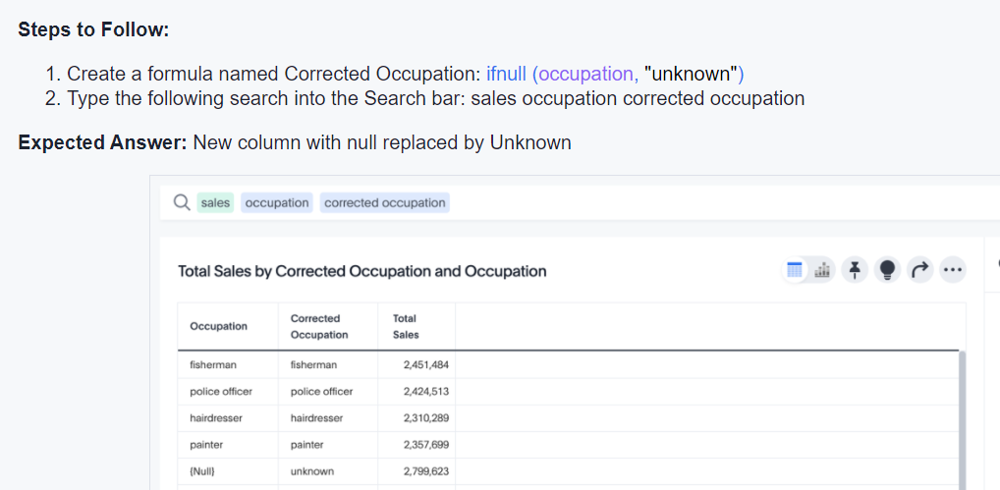 Steps to Follow:
1. Create a formula named Corrected Occupation: ifnull (occupation, "unknown")
2. Type the following search into the Search bar: sales occupation corrected occupation
Expected Answer: New column with null replaced by Unknown
sales occupation corrected occupation
Total Sales by Corrected Occupation and Occupation
Occupation Corrected Occupation Total Sales
fisherman fisherman 2,451,484
police officer police officer 2,424,513
hairdresser hairdresser 2,310,289
painter painter 2,357,699
{Null} unknown 2,799,623